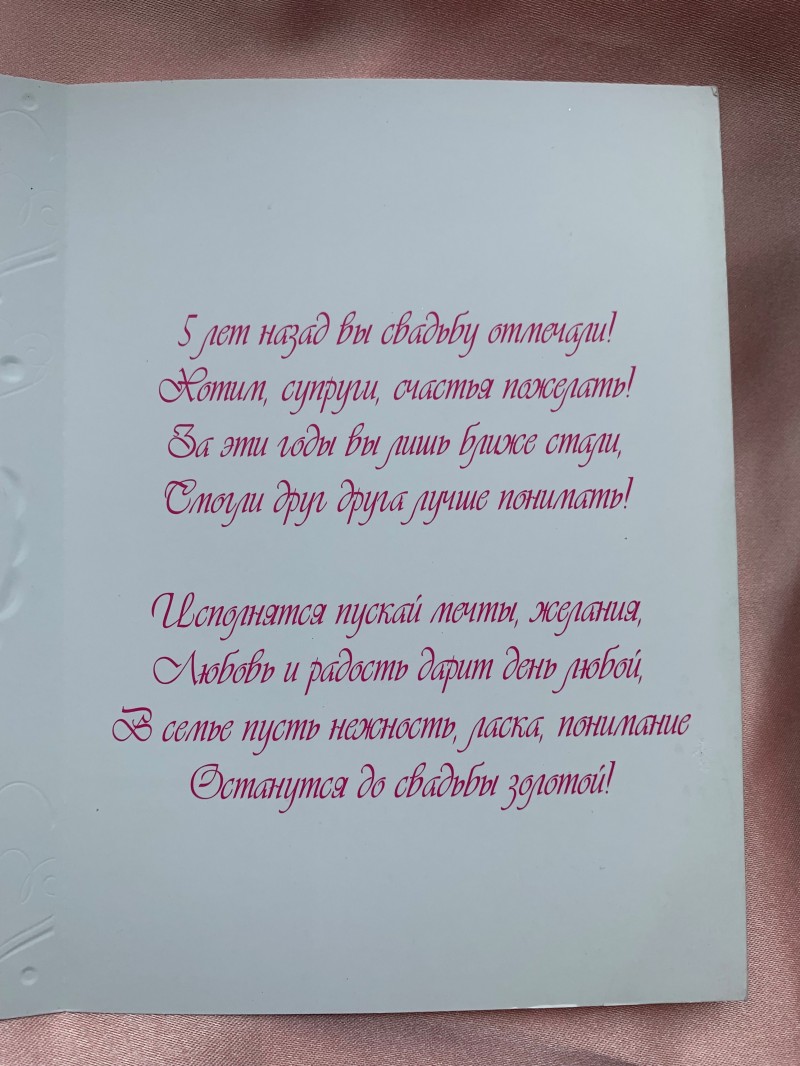 5 лет назад вы свадьбу отмечали!
Хотим, супруги, счастья пожелать!
За эти годы вы лишь ближе стали,
Смогли друг друга лучше понимать!
Исполнятся пускай мечты, желания,
Любовь и радость дарит день любой,
В семье пусть нежность, ласка, понимание
Останутся до свадьбы золотой!